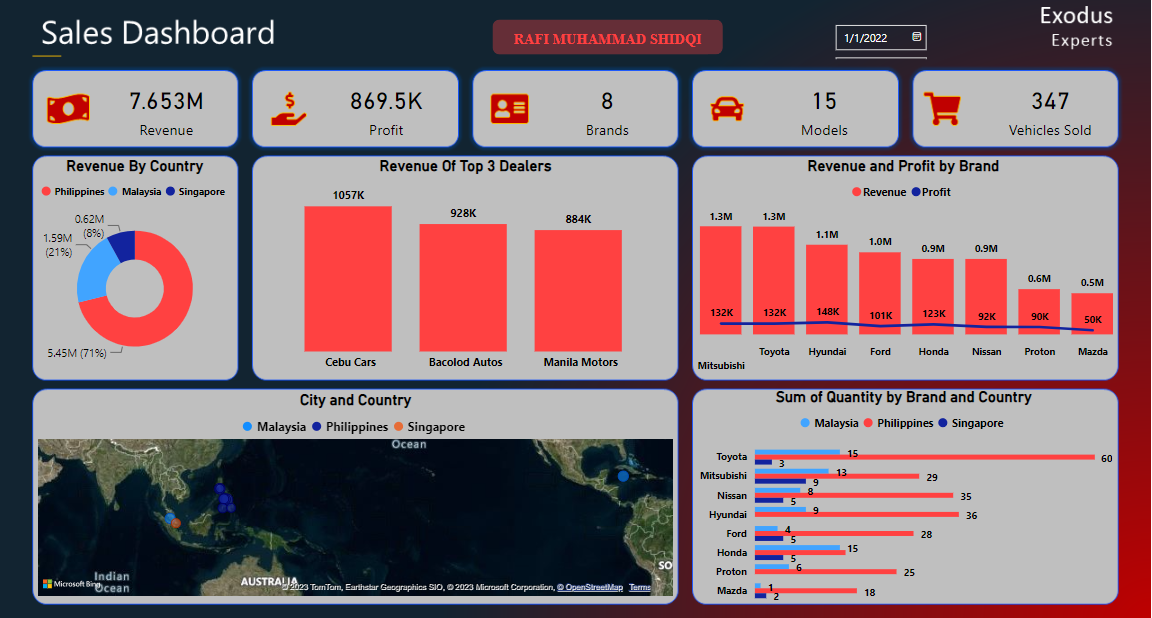 Sales Dashboard
RAFI MUHAMMAD SHIDQI
1/1/2022
Exodus
Experts
7.653M
Revenue
869.5K
Profit
8
Brands
15
Models
347
Vehicles Sold
Revenue By Country
Philippines Malaysia Singapore
0.62M
(8%)
1.59M
(21%)
5.45M (71%)
Revenue Of Top 3 Dealers
1057K
928K
884K
Cebu Cars Bacolod Autos Manila Motors
Revenue and Profit by Brand
Revenue Profit
1.3M 1.3M 1.1M 1.0M 0.9M 0.9M 0.6M 0.5M
132K 132K 148K 101K 123K 92K 90K 50K
Mitsubishi Toyota Hyundai Ford Honda Nissan Proton Mazda
City and Country
Malaysia Philippines Singapore
Ocean
Indian
Ocean
AUSTRALIA
SO
Microsoft Bing
© 2023 TomTom, Earthstar Geographics SIO, © 2023 Microsoft Corporation, © OpenStreetMap Terms
Sum of Quantity by Brand and Country
Malaysia Philippines Singapore
Toyota 15 60 3
Mitsubishi 13 29 9
Nissan 8 35 5
Hyundai 9 36
Ford 4 28 5
Honda 15 5
Proton 6 25
Mazda 1 18 2